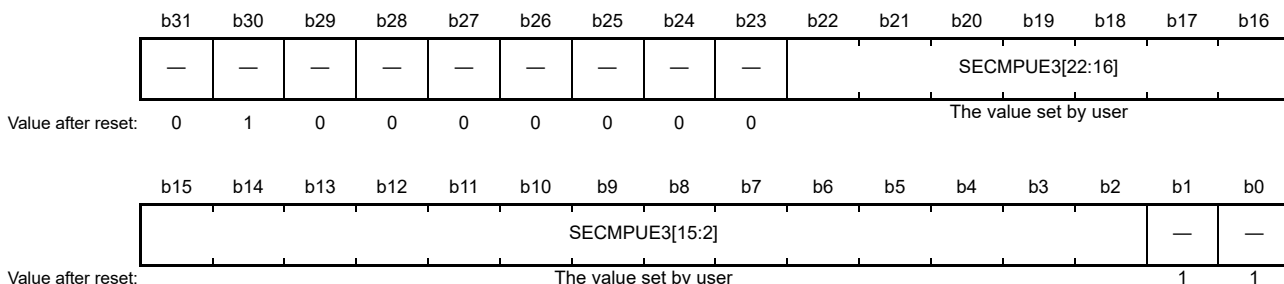 b31 b30 b29 b28 b27 b26 b25 b24 b23 b22 b21 b20 b19 b18 b17 b16
— — — — — — — — — SECMPUE3[22:16]
Value after reset: 0 1 0 0 0 0 0 0 0 The value set by user
b15 b14 b13 b12 b11 b10 b9 b8 b7 b6 b5 b4 b3 b2 b1 b0
SECMPUE3[15:2] — —
Value after reset: The value set by user 1 1